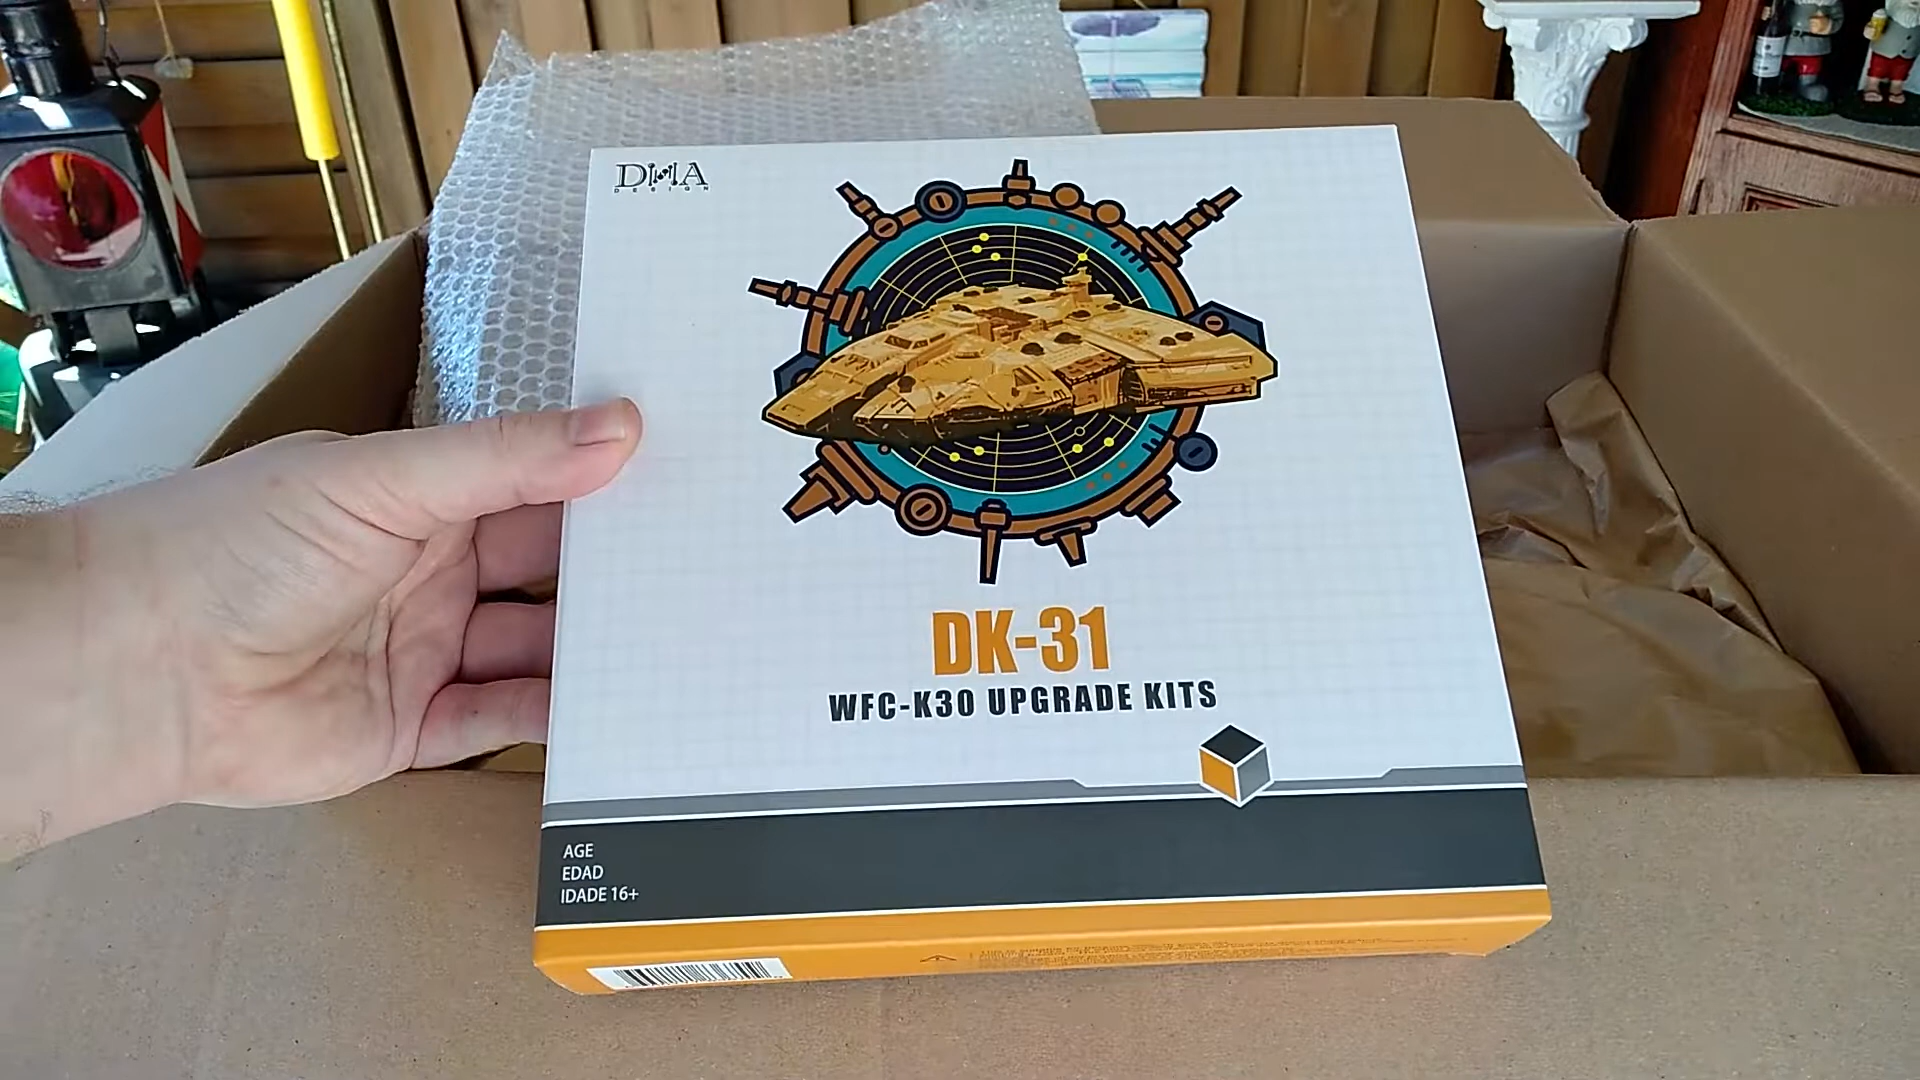 DNA
DESIGN
DK-31
WFC-K30 UPGRADE KITS
AGE
EDAD
IDADE 16+